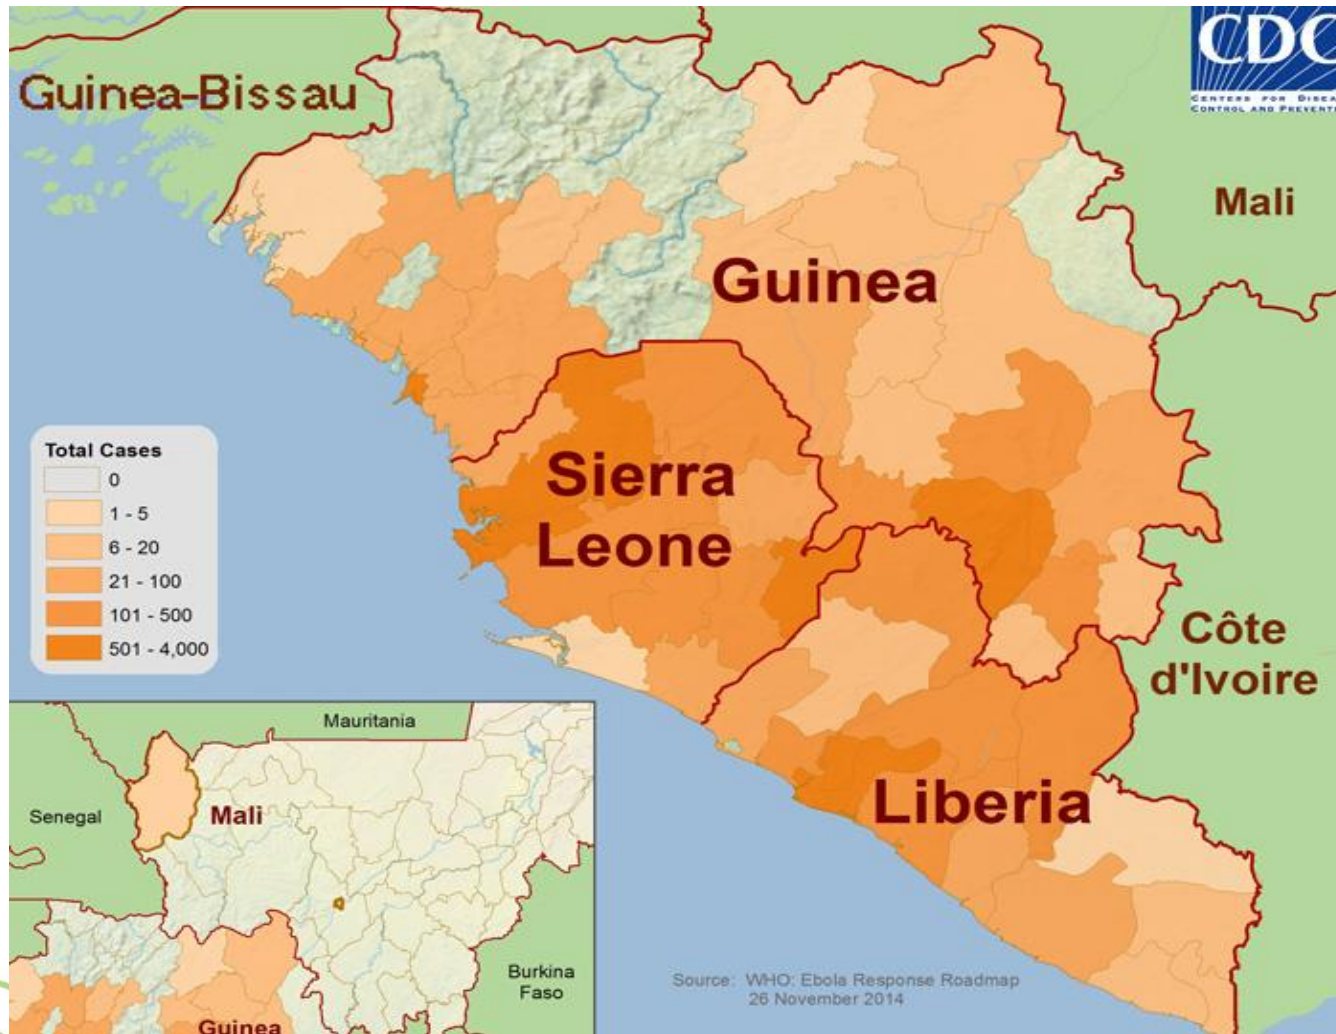 CDC
CENTERS FOR DISEA
CONTROL AND PREVENTI
Guinea-Bissau
Mali
Guinea
Sierra
Leone
Côte
d'Ivoire
Liberia
Total Cases
0
1 - 5
6 - 20
21 - 100
101 - 500
501 - 4,000
Mauritania
Senegal
Mali
Burkina
Faso
Guinea
Source: WHO: Ebola Response Roadmap
26 November 2014